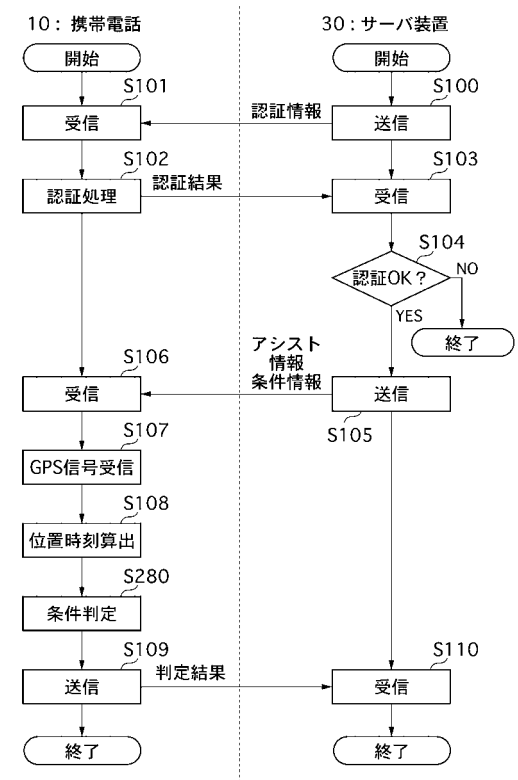 10：携帯電話
30：サーバ装置
開始
開始
S101
S100
受信
認証情報
送信
S102
S103
認証処理
認証結果
受信
S104
認証OK？
NO
YES
終了
アシスト
情報
条件情報
S106
受信
送信
S105
S107
GPS信号受信
S108
位置時刻算出
S280
条件判定
S109
S110
送信
判定結果
受信
終了
終了